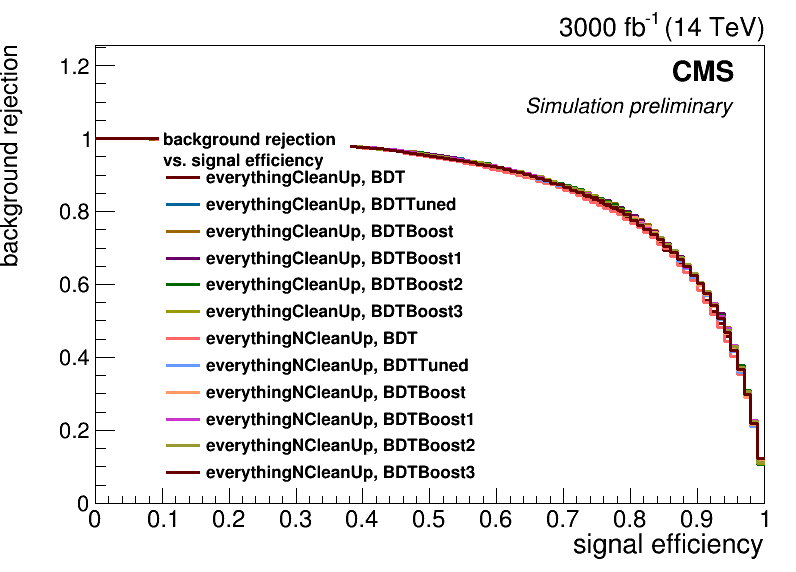 3000 fb⁻¹ (14 TeV)
background rejection
CMS
Simulation preliminary
1.2
1
0.8
0.6
0.4
0.2
0
background rejection
vs. signal efficiency
everythingCleanUp, BDT
everythingCleanUp, BDTTuned
everythingCleanUp, BDTBoost
everythingCleanUp, BDTBoost1
everythingCleanUp, BDTBoost2
everythingCleanUp, BDTBoost3
everythingNCleanUp, BDT
everythingNCleanUp, BDTTuned
everythingNCleanUp, BDTBoost
everythingNCleanUp, BDTBoost1
everythingNCleanUp, BDTBoost2
everythingNCleanUp, BDTBoost3
0 0.1 0.2 0.3 0.4 0.5 0.6 0.7 0.8 0.9 1
signal efficiency